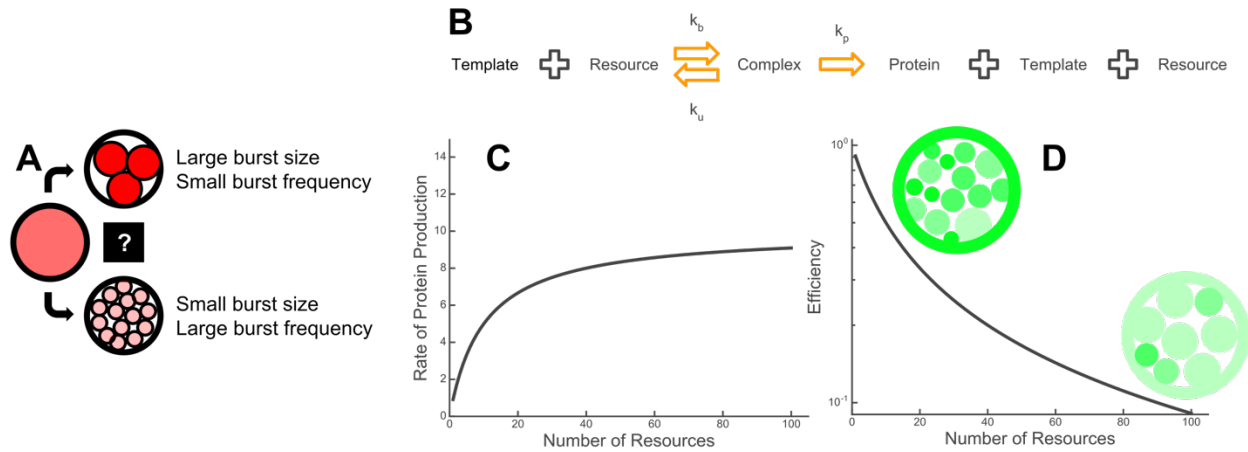 A
Large burst size
Small burst frequency
?
Small burst size
Large burst frequency
B
k_b
k_p
Template
Resource
Complex
Protein
Template
Resource
k_u
C
Rate of Protein Production
14
12
10
8
6
4
2
0
0
20
40
60
80
100
Number of Resources
D
Efficiency
10^0
10^-1
0
20
40
60
80
100
Number of Resources